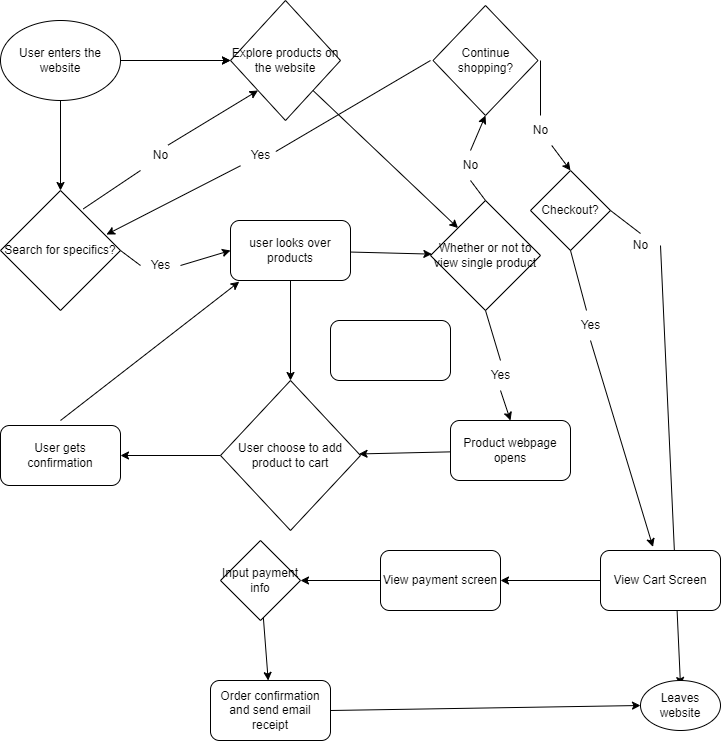 User enters the
website
Explore products on
the website
Continue
shopping?
No
No
Yes
No
Checkout?
No
Search for specifics?
Yes
user looks over
products
Whether or not to
view single product
Yes
Yes
User gets
confirmation
User choose to add
product to cart
Product webpage
opens
Input payment
info
View payment screen
View Cart Screen
Order confirmation
and send email
receipt
Leaves
website